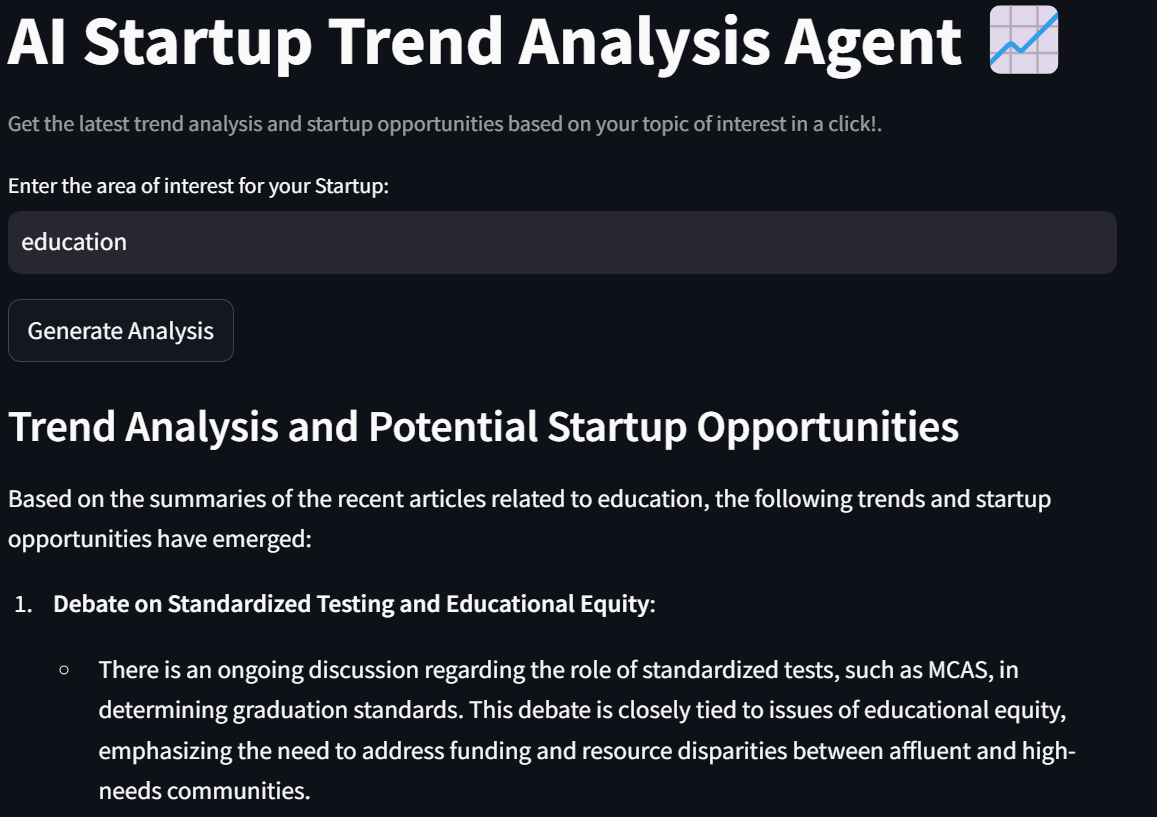 AI Startup Trend Analysis Agent
Get the latest trend analysis and startup opportunities based on your topic of interest in a click!.
Enter the area of interest for your Startup:
education
Generate Analysis
Trend Analysis and Potential Startup Opportunities
Based on the summaries of the recent articles related to education, the following trends and startup
opportunities have emerged:
1. Debate on Standardized Testing and Educational Equity:
○ There is an ongoing discussion regarding the role of standardized tests, such as MCAS, in
determining graduation standards. This debate is closely tied to issues of educational equity,
emphasizing the need to address funding and resource disparities between affluent and high-
needs communities.